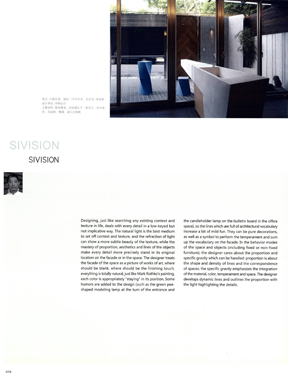 SIVISION
SIVISION
Designing, just like searching any existing context and
texture in life, deals with every detail in a low-keyed but
not implicative way. The natural light is the best medium
to set off context and texture, and the refraction of light
can show a more subtle beauty of the texture, while the
mastery of proportion, aesthetics and lines of the objects
make every detail more precisely stand in its original
location on the facade or in the space. The designer treats
the facade of the space as a picture of works of art, where
should be blank, where should be the finishing touch,
everything is totally natural, just like Mark Rothko's painting,
each color is appropriately "staying" in its position. Some
humors are added to the design (such as the green pea-
shaped modeling lamp at the turn of the entrance and
the candleholder lamp on the bulletin board in the office
space), so the lines which are full of architectural vocabulary
increase a bit of mild fun. They can be pure decorations,
as well as a symbol to perform the temperament and sum
up the vocabulary on the facade. In the behavior modes
of the space and objects (including fixed or non-fixed
functions), the designer cares about the proportion and
specific gravity which can be handled: proportion is about
the shape and density of lines and the correspondence
of spaces; the specific gravity emphasizes the integration
of the material, color, temperament and space. The designer
develops dynamic lines and outlines the proportion with
the light highlighting the details.